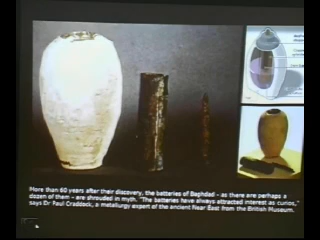 More than 60 years after their discovery, the batteries of Baghdad - as there are perhaps a
dozen of them - are shrouded in myth. "The batteries have always attracted interest as curios,"
says Dr Paul Craddock, a metallurgy expert of the ancient Near East from the British Museum.